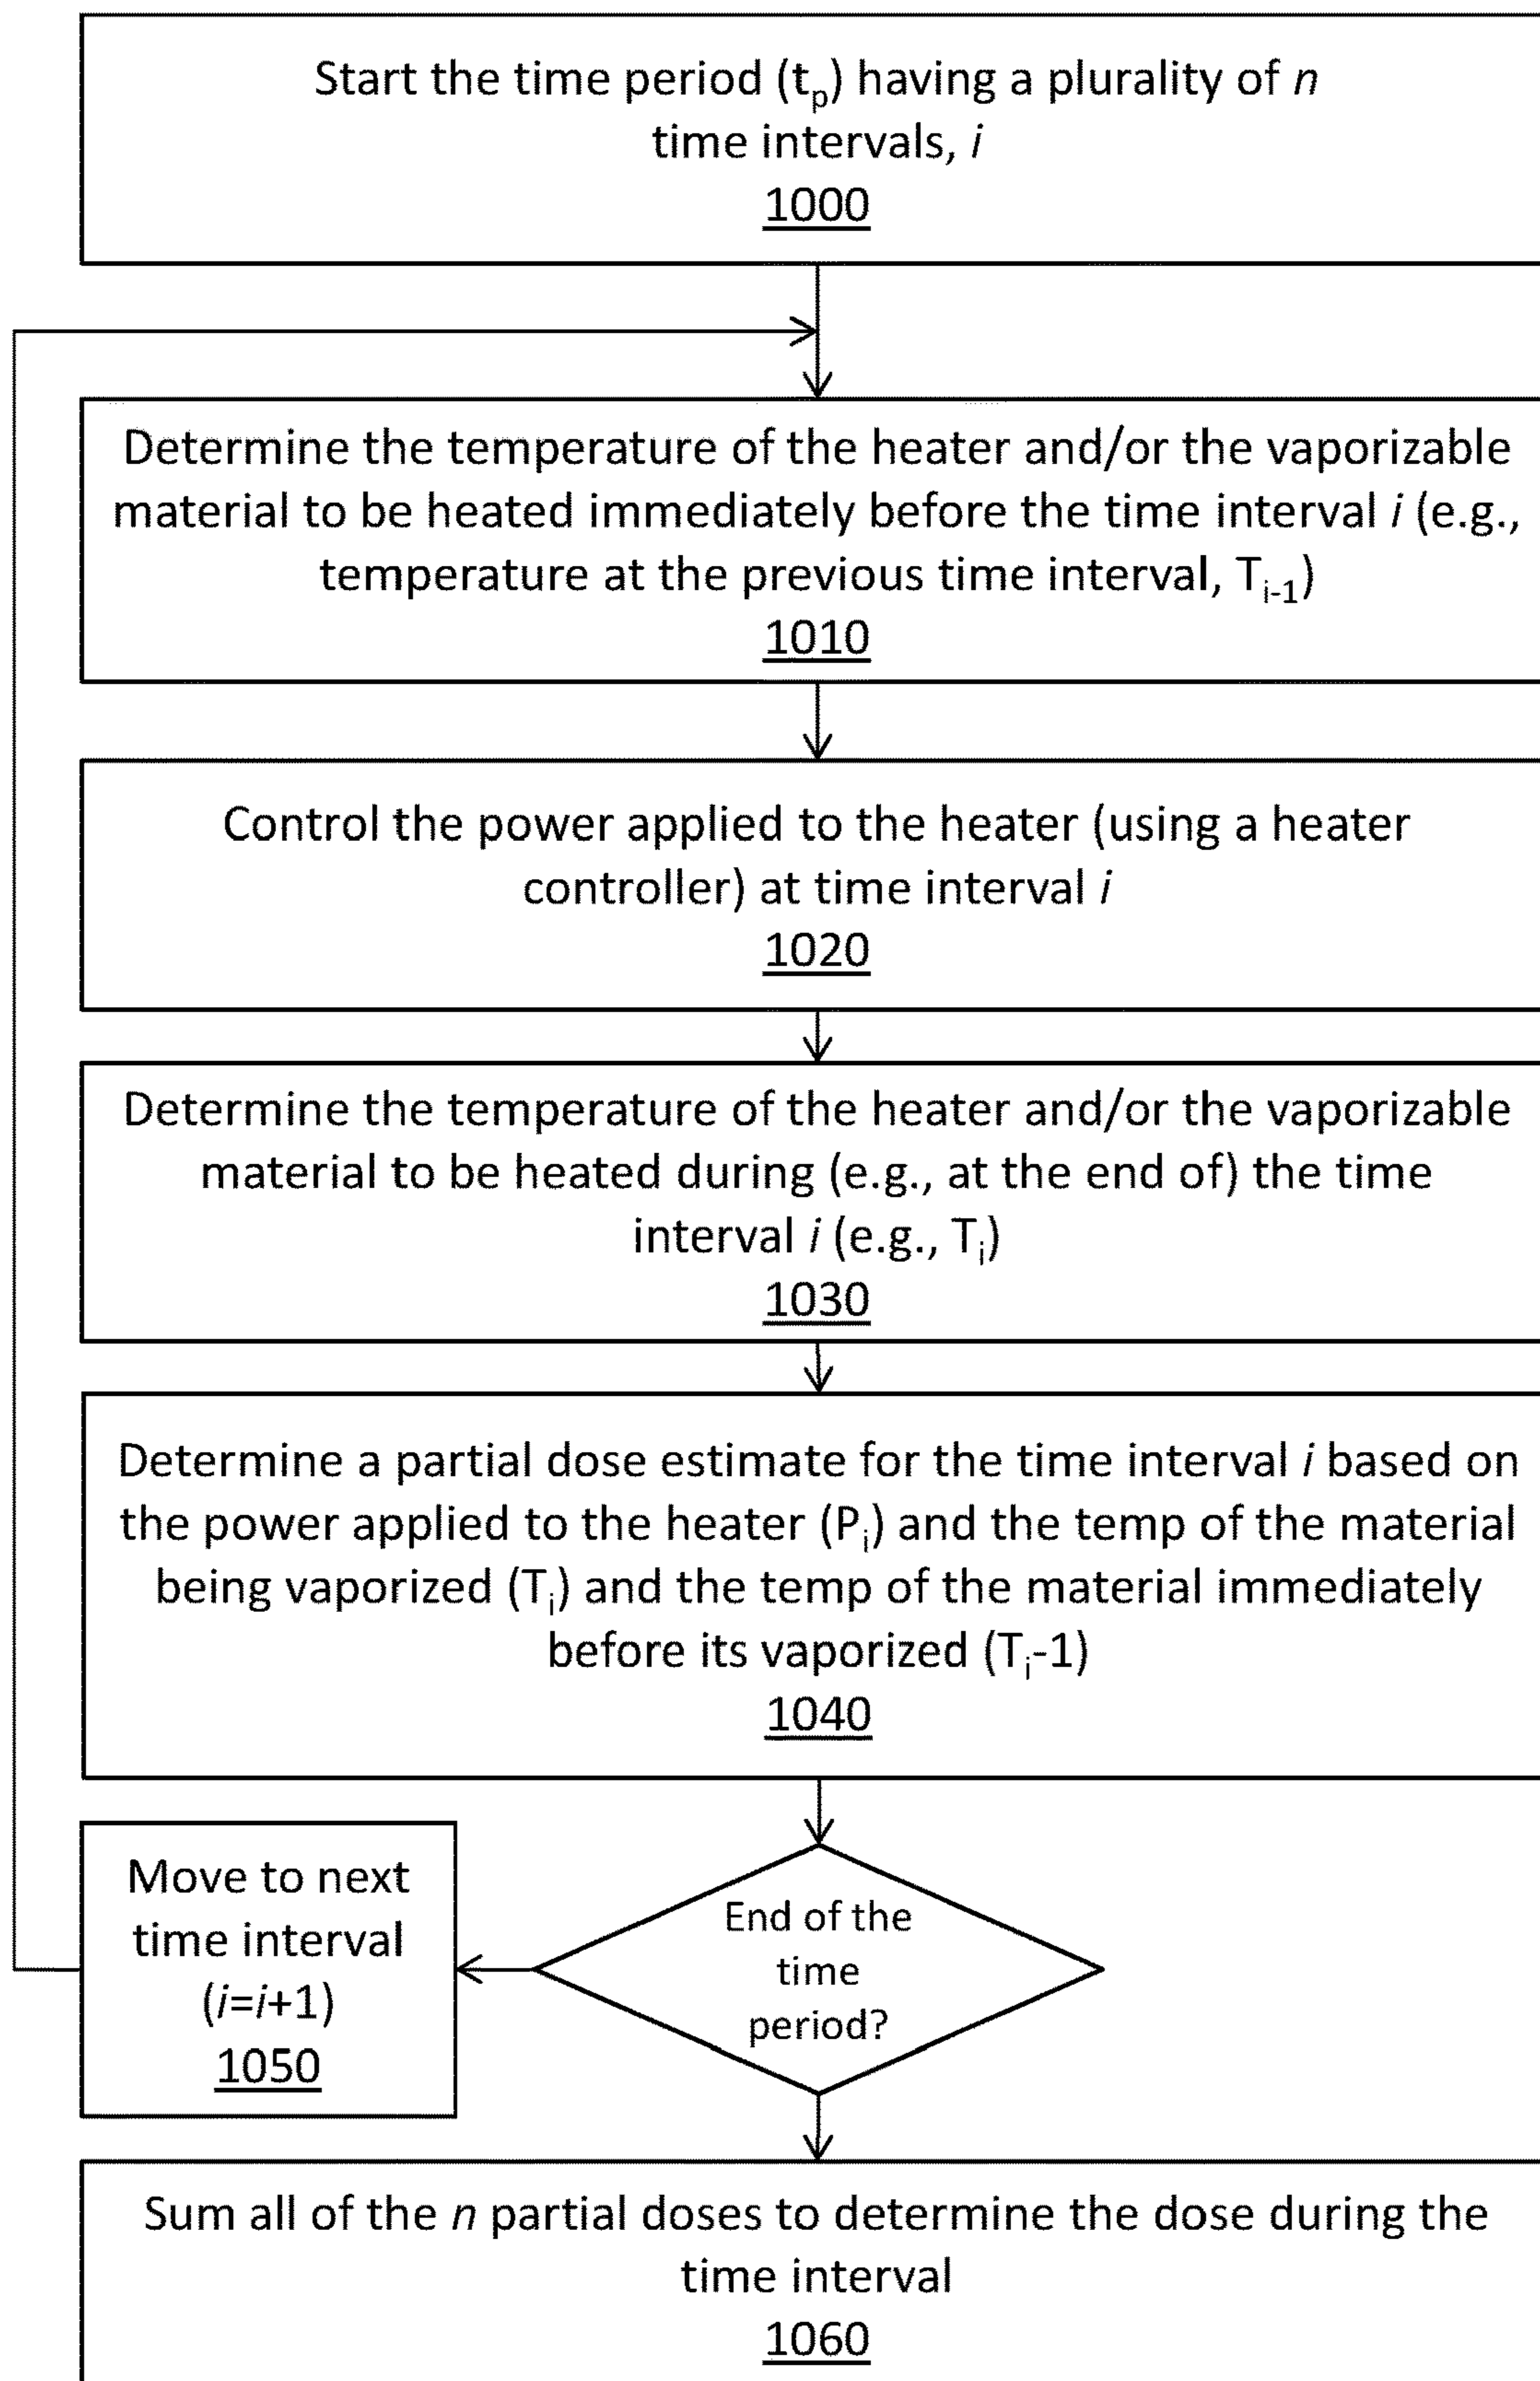 Start the time period (tp) having a plurality of n
time intervals, i
1000
Determine the temperature of the heater and/or the vaporizable
material to be heated immediately before the time interval i (e.g.,
temperature at the previous time interval, Ti-1)
1010
Control the power applied to the heater (using a heater
controller) at time interval i
1020
Determine the temperature of the heater and/or the vaporizable
material to be heated during (e.g., at the end of) the time
interval i (e.g., Ti)
1030
Determine a partial dose estimate for the time interval i based on
the power applied to the heater (Pi) and the temp of the material
being vaporized (Ti) and the temp of the material immediately
before its vaporized (Ti-1)
1040
Move to next
time interval
(i=i+1)
1050
End of the
time
period?
Sum all of the n partial doses to determine the dose during the
time interval
1060